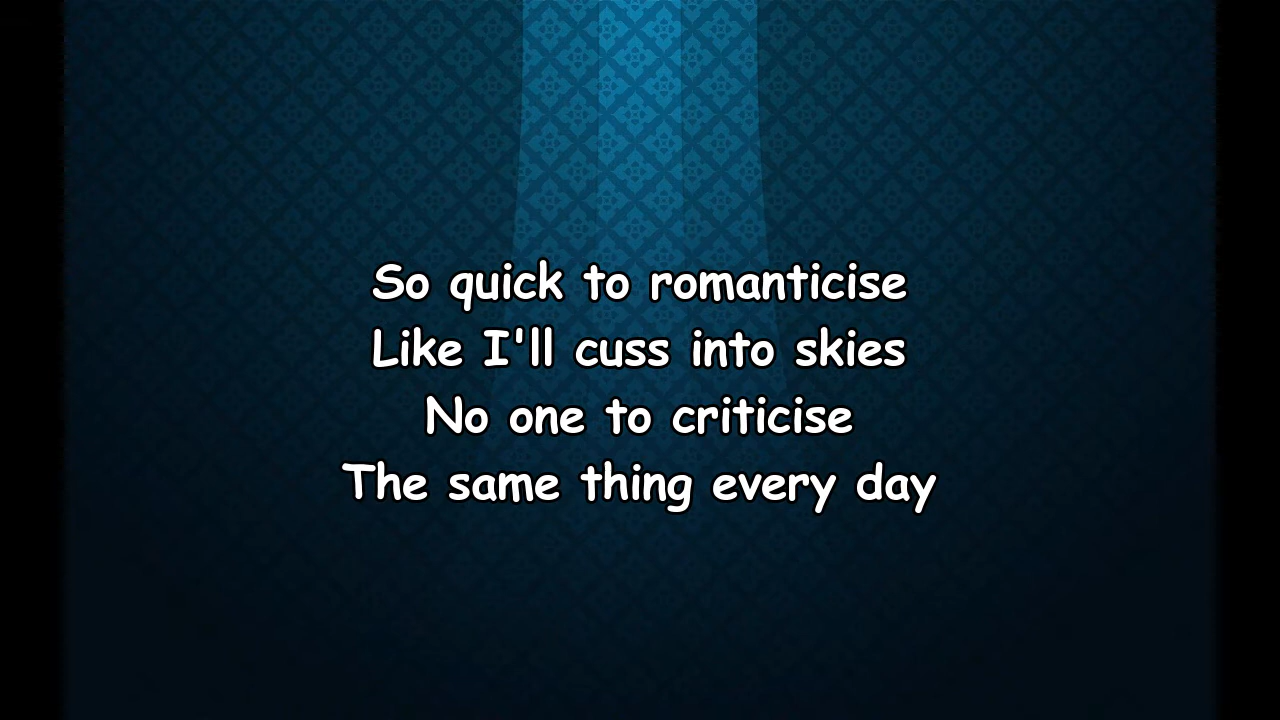 So quick to romanticise
Like I'll cuss into skies
No one to criticise
The same thing every day